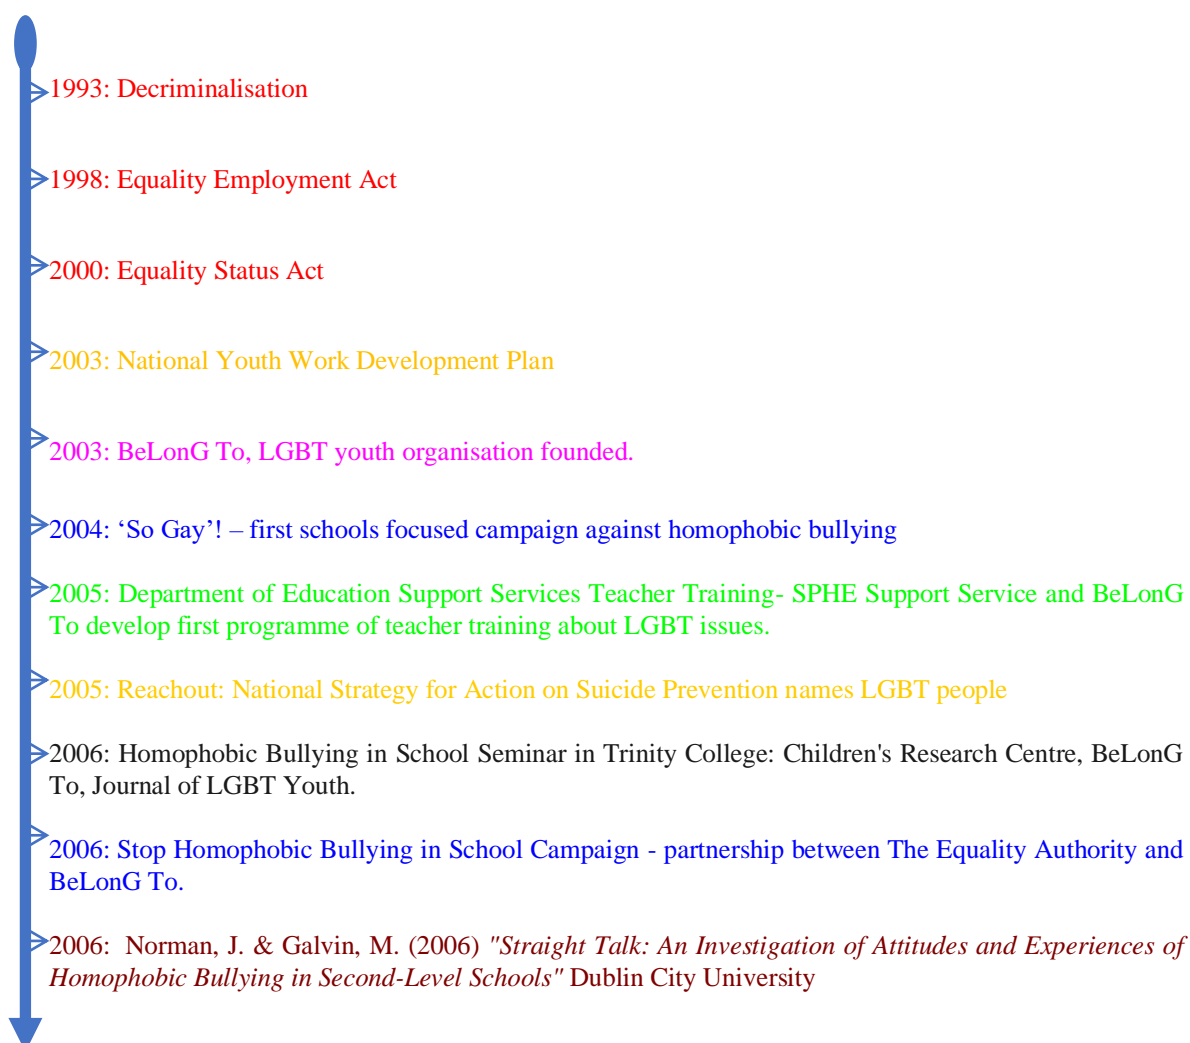 1993: Decriminalisation
1998: Equality Employment Act
2000: Equality Status Act
2003: National Youth Work Development Plan
2003: BeLonG To, LGBT youth organisation founded.
2004: ‘So Gay’! – first schools focused campaign against homophobic bullying
2005: Department of Education Support Services Teacher Training- SPHE Support Service and BeLonG
To develop first programme of teacher training about LGBT issues.
2005: Reachout: National Strategy for Action on Suicide Prevention names LGBT people
2006: Homophobic Bullying in School Seminar in Trinity College: Children's Research Centre, BeLonG
To, Journal of LGBT Youth.
2006: Stop Homophobic Bullying in School Campaign - partnership between The Equality Authority and
BeLonG To.
2006: Norman, J. & Galvin, M. (2006) "Straight Talk: An Investigation of Attitudes and Experiences of
Homophobic Bullying in Second-Level Schools" Dublin City University